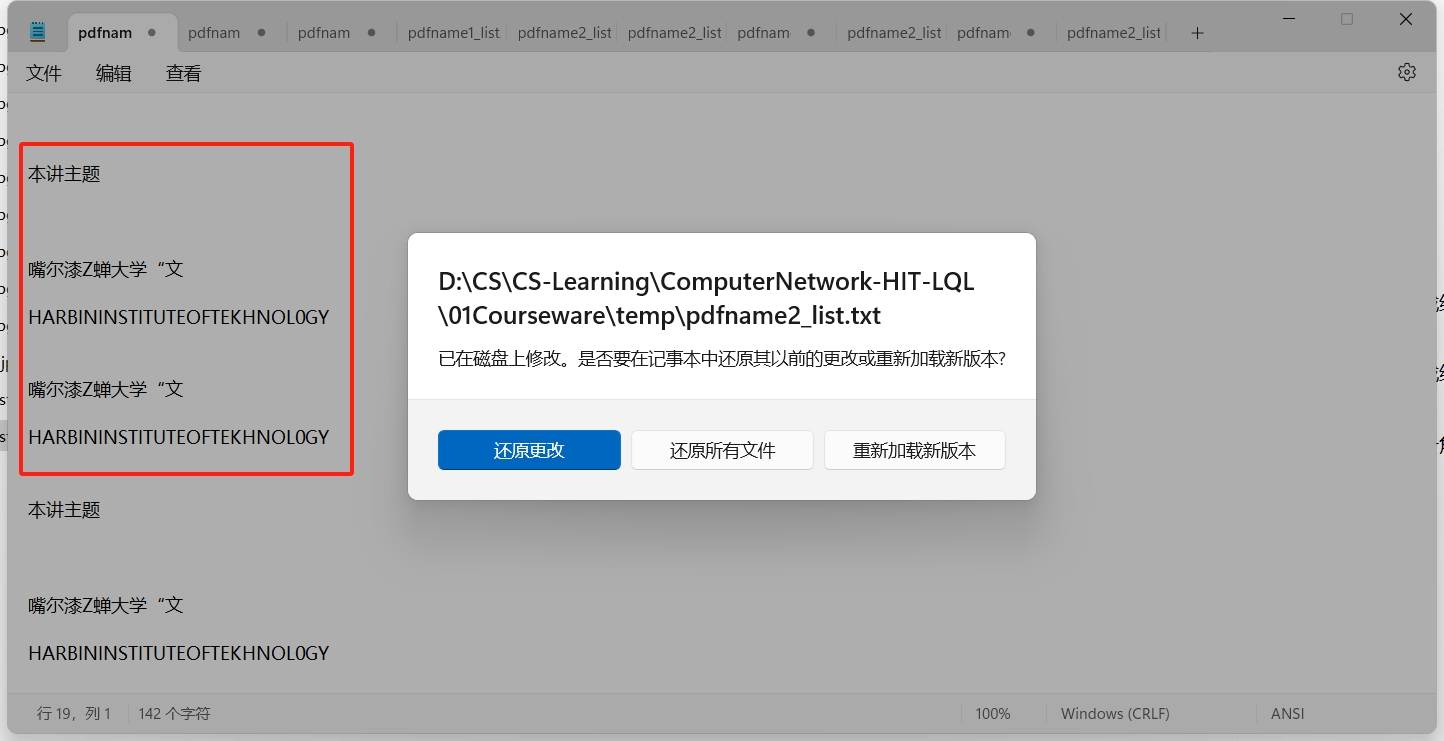 pdfnam
pdfnam
pdfnam
pdfname1_list
pdfname2_list
pdfname2_list
pdfnam
pdfname2_list
pdfnam
pdfname2_list
文件 编辑 查看
本讲主题
嘴尔漆Z蝉大学“文
HARBININSTITUTEOFTEKHNOL0GY
嘴尔漆Z蝉大学“文
HARBININSTITUTEOFTEKHNOL0GY
本讲主题
嘴尔漆Z蝉大学“文
HARBININSTITUTEOFTEKHNOL0GY
D:\CS\CS-Learning\ComputerNetwork-HIT-LQL
\01Courseware\temp\pdfname2_list.txt
已在磁盘上修改。是否要在记事本中还原其以前的更改或重新加载新版本?
还原更改 还原所有文件 重新加载新版本
行 19，列 1 142 个字符 100% Windows (CRLF) ANSI